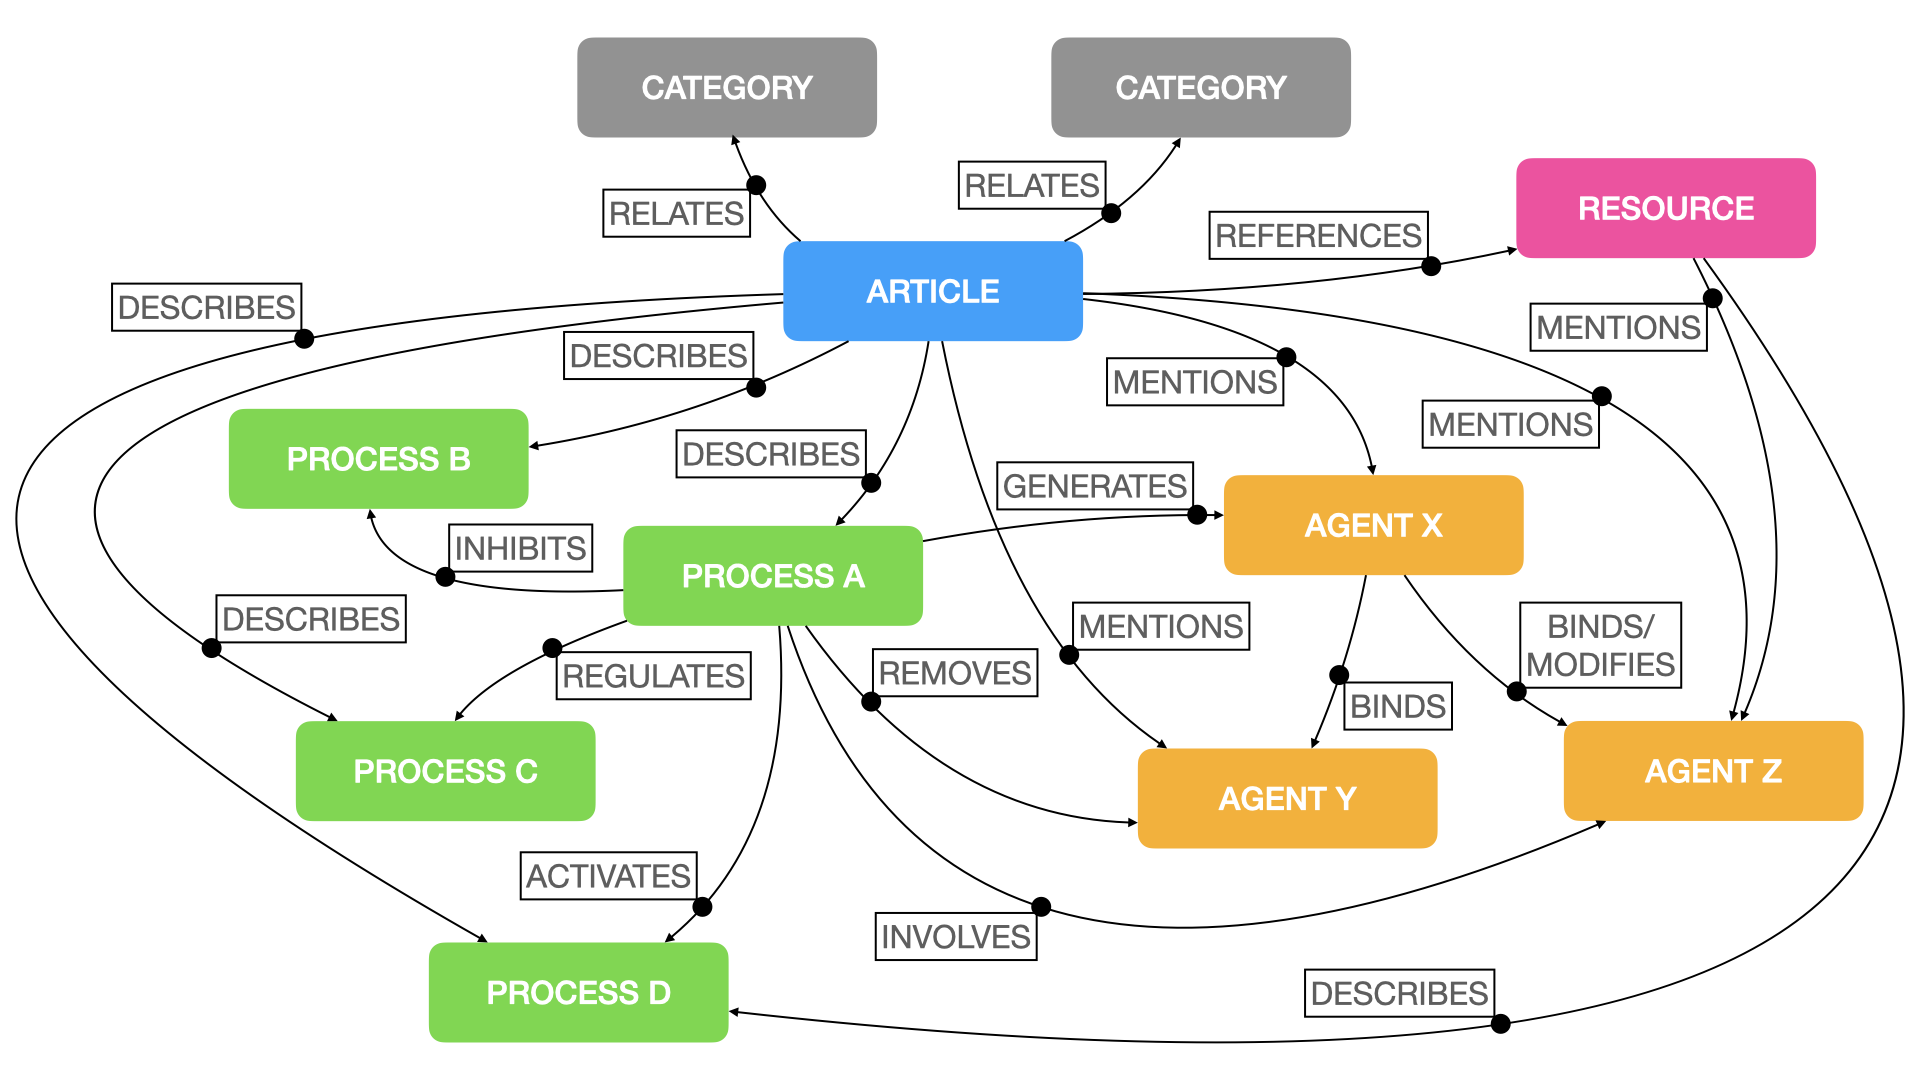 CATEGORY
CATEGORY
RELATES
RELATES
RESOURCE
REFERENCES
ARTICLE
DESCRIBES
MENTIONS
DESCRIBES
MENTIONS
MENTIONS
PROCESS B
DESCRIBES
GENERATES
AGENT X
INHIBITS
PROCESS A
DESCRIBES
MENTIONS
BINDS/
MODIFIES
REGULATES
REMOVES
BINDS
PROCESS C
AGENT Y
AGENT Z
ACTIVATES
INVOLVES
PROCESS D
DESCRIBES